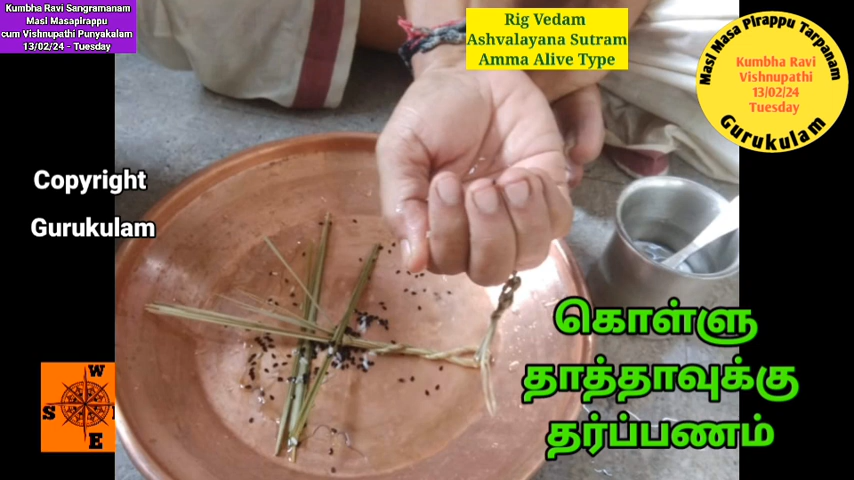 Kumbha Ravi Sangramanam
Masi Masapirappu
cum Vishnupathi Punyakalam
13/02/24 - Tuesday
Rig Vedam
Ashvalayana Sutram
Amma Alive Type
Masi Masa Pirappu Tarpanam
Kumbha Ravi
Vishnupathi
13/02/24
Tuesday
Gurukulam
Copyright
Gurukulam
கொள்ளு
தாத்தாவுக்கு
தர்ப்பணம்
W
S
E